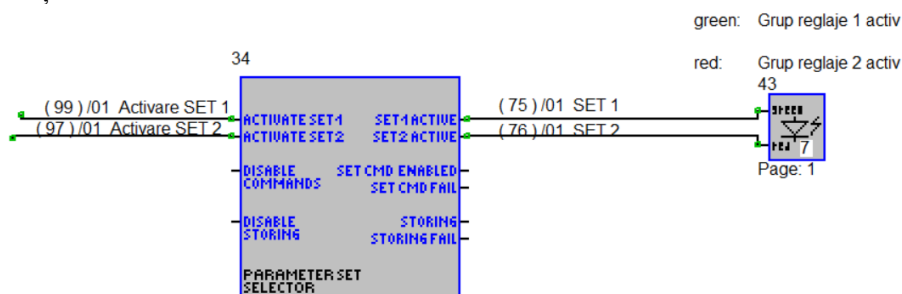 green: Grup reglaje 1 activ
red: Grup reglaje 2 activ
34
43
( 99 ) /01 Activare SET 1
( 97 ) /01 Activare SET 2
ACTIVATE SET1
ACTIVATE SET2
SET1 ACTIVE
SET2 ACTIVE
( 75 ) /01 SET 1
( 76 ) /01 SET 2
green
red
7
Page: 1
DISABLE
COMMANDS
SET CMD ENABLED
SET CMD FAIL
DISABLE
STORING
STORING
STORING FAIL
PARAMETER SET
SELECTOR